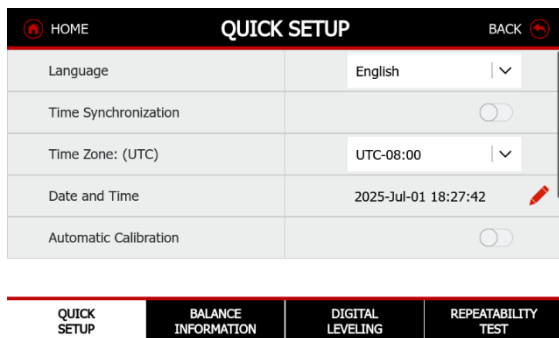 HOME QUICK SETUP BACK
Language English
Time Synchronization
Time Zone: (UTC) UTC-08:00
Date and Time 2025-Jul-01 18:27:42
Automatic Calibration
QUICK SETUP
BALANCE INFORMATION
DIGITAL LEVELING
REPEATABILITY TEST